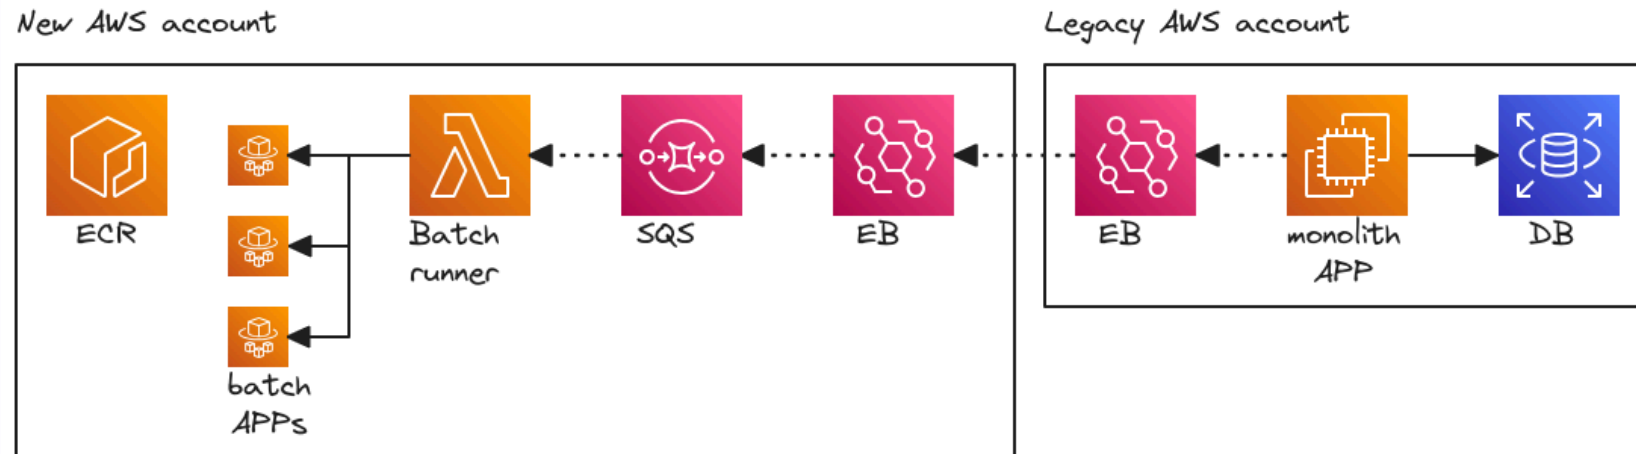 New AWS account
Legacy AWS account
ECR
Batch
runner
SQS
EB
EB
monolith
APP
DB
batch
APPs